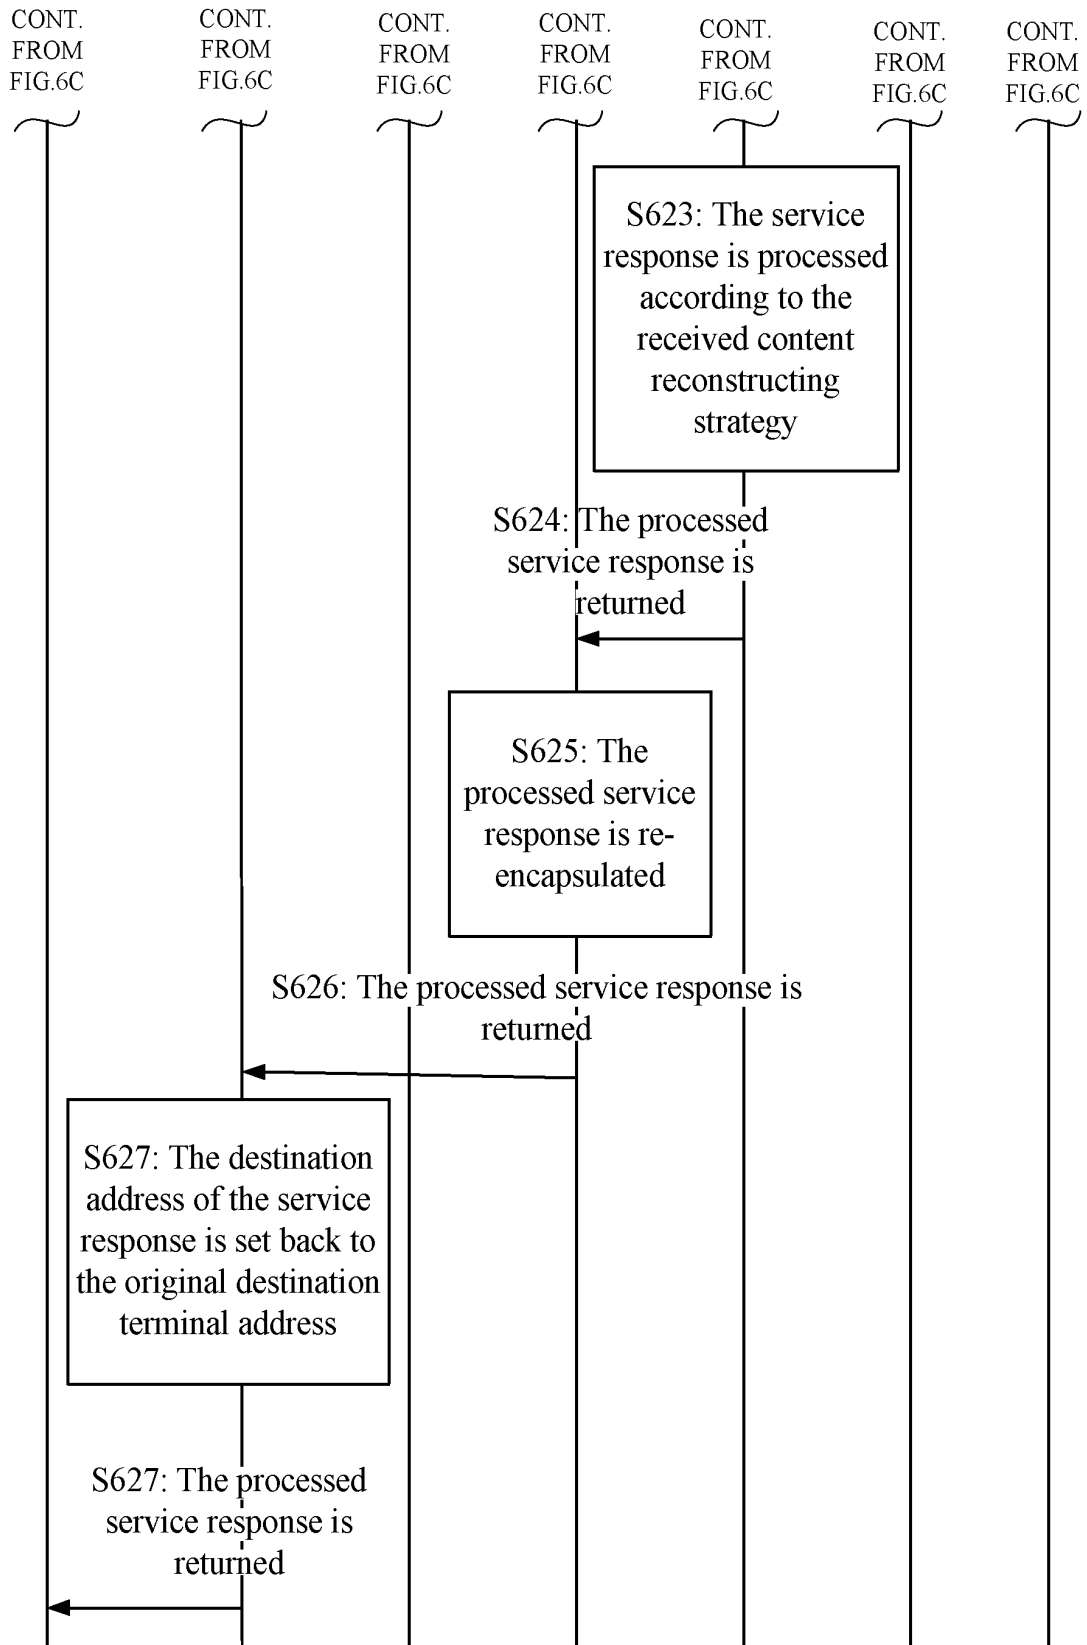 CONT.
FROM
FIG.6C
CONT.
FROM
FIG.6C
CONT.
FROM
FIG.6C
CONT.
FROM
FIG.6C
CONT.
FROM
FIG.6C
CONT.
FROM
FIG.6C
CONT.
FROM
FIG.6C
S623: The service
response is processed
according to the
received content
reconstructing
strategy
S624: The processed
service response is
returned
S625: The
processed service
response is re-
encapsulated
S626: The processed service response is
returned
S627: The destination
address of the service
response is set back to
the original destination
terminal address
S627: The processed
service response is
returned